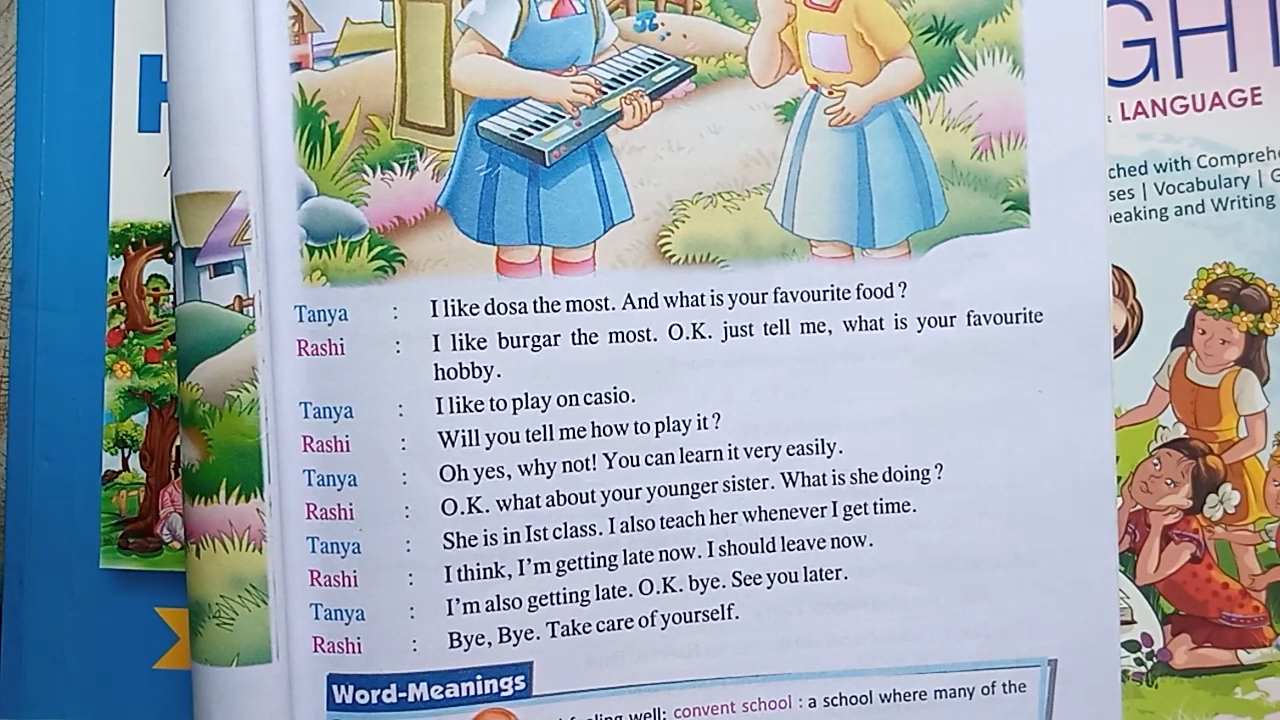 Tanya : I like dosa the most. And what is your favourite food?
Rashi : I like burgar the most. O.K. just tell me, what is your favourite
hobby.
Tanya : I like to play on casio.
Rashi : Will you tell me how to play it?
Tanya : Oh yes, why not! You can learn it very easily.
Rashi : O.K. what about your younger sister. What is she doing?
Tanya : She is in Ist class. I also teach her whenever I get time.
Rashi : I think, I'm getting late now. I should leave now.
Tanya : I'm also getting late. O.K. bye. See you later.
Rashi : Bye, Bye. Take care of yourself.
Word-Meanings
well; convent school : a school where many of the
LANGUAGE
with
| Vocabulary |
and Writing